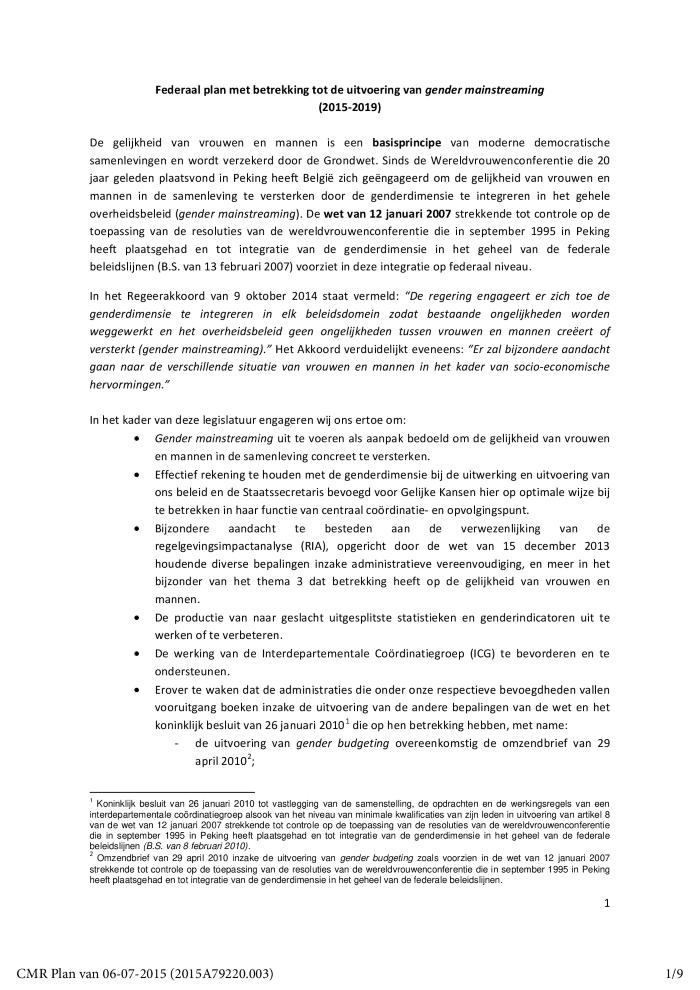 Federaal plan met betrekking tot de uitvoering van gender mainstreaming
(2015-2019)
De gelijkheid van vrouwen en mannen is een basisprincipe van moderne democratische
samenlevingen en wordt verzekerd door de Grondwet. Sinds de Wereldvrouwenconferentie die 20
jaar geleden plaatsvond in Peking heeft België zich geëngageerd om de gelijkheid van vrouwen en
mannen in de samenleving te versterken door de genderdimensie te integreren in het gehele
overheidsbeleid (gender mainstreaming). De wet van 12 januari 2007 strekkende tot controle op de
toepassing van de resoluties van de wereldvrouwenconferentie die in september 1995 in Peking
heeft plaatsgehad en tot integratie van de genderdimensie in het geheel van de federale
beleidslijnen (B.S. van 13 februari 2007) voorziet in deze integratie op federaal niveau.
In het Regeerakkoord van 9 oktober 2014 staat vermeld: “De regering engageert er zich toe de
genderdimensie te integreren in elk beleidsdomein zodat bestaande ongelijkheden worden
weggewerkt en het overheidsbeleid geen ongelijkheden tussen vrouwen en mannen creëert of
versterkt (gender mainstreaming).” Het Akkoord verduidelijkt eveneens: “Er zal bijzondere aandacht
gaan naar de verschillende situatie van vrouwen en mannen in het kader van socio-economische
hervormingen.”
In het kader van deze legislatuur engageren wij ons ertoe om:
• Gender mainstreaming uit te voeren als aanpak bedoeld om de gelijkheid van vrouwen
en mannen in de samenleving concreet te versterken.
• Effectief rekening te houden met de genderdimensie bij de uitwerking en uitvoering van
ons beleid en de Staatssecretaris bevoegd voor Gelijke Kansen hier op optimale wijze bij
te betrekken in haar functie van centraal coördinatie- en opvolgingspunt.
• Bijzondere aandacht te besteden aan de verwezenlijking van de
regelgevingsimpactanalyse (RIA), opgericht door de wet van 15 december 2013
houdende diverse bepalingen inzake administratieve vereenvoudiging, en meer in het
bijzonder van het thema 3 dat betrekking heeft op de gelijkheid van vrouwen en
mannen.
• De productie van naar geslacht uitgesplitste statistieken en genderindicatoren uit te
werken of te verbeteren.
• De werking van de Interdepartementale Coördinatiegroep (ICG) te bevorderen en te
ondersteunen.
• Erover te waken dat de administraties die onder onze respectieve bevoegdheden vallen
vooruitgang boeken inzake de uitvoering van de andere bepalingen van de wet en het
koninklijk besluit van 26 januari 2010¹ die op hen betrekking hebben, met name:
- de uitvoering van gender budgeting overeenkomstig de omzendbrief van 29
april 2010²;
¹ Koninklijk besluit van 26 januari 2010 tot vastlegging van de samenstelling, de opdrachten en de werkingsregels van een
interdepartementale coördinatiegroep alsook van het niveau van minimale kwalificaties van zijn leden in uitvoering van artikel 8
van de wet van 12 januari 2007 strekkende tot controle op de toepassing van de resoluties van de wereldvrouwenconferentie
die in september 1995 in Peking heeft plaatsgehad en tot integratie van de genderdimensie in het geheel van de federale
beleidslijnen (B.S. van 8 februari 2010).
² Omzendbrief van 29 april 2010 inzake de uitvoering van gender budgeting zoals voorzien in de wet van 12 januari 2007
strekkende tot controle op de toepassing van de resoluties van de wereldvrouwenconferentie die in september 1995 in Peking
heeft plaatsgehad en tot integratie van de genderdimensie in het geheel van de federale beleidslijnen.
1
CMR Plan van 06-07-2015 (2015A79220.003)
1/9